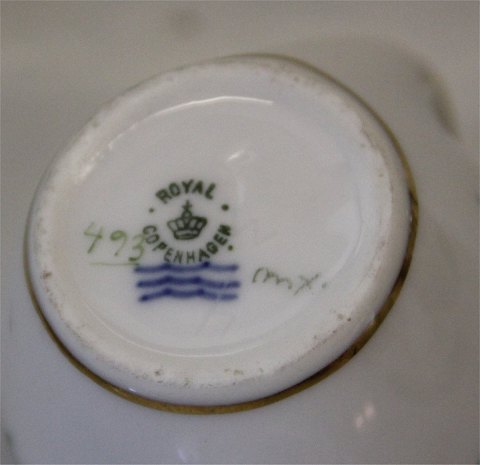 ROYAL
COPENHAGEN
493
mx.